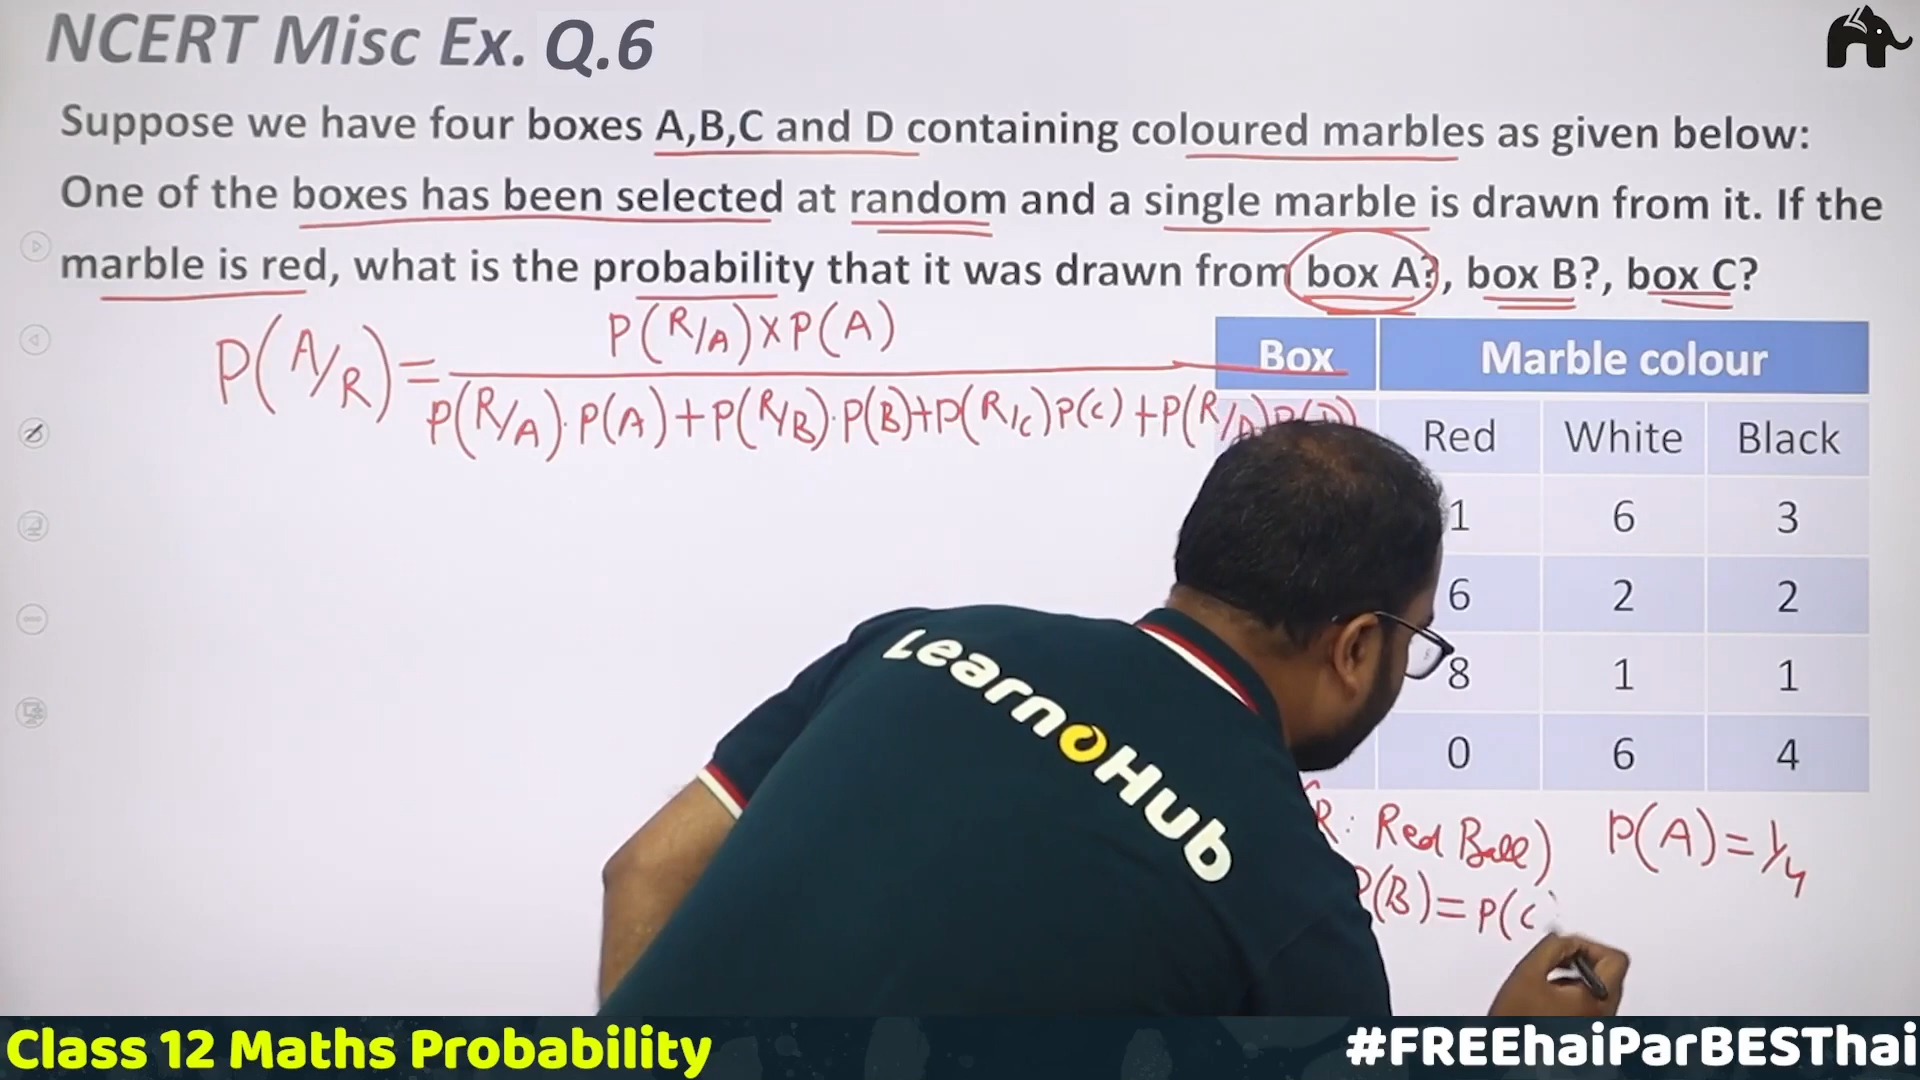 NCERT Misc Ex. Q.6
Suppose we have four boxes A,B,C and D containing coloured marbles as given below:
One of the boxes has been selected at random and a single marble is drawn from it. If the
marble is red, what is the probability that it was drawn from box A?, box B?, box C?
P(R/A)×P(A)
P(A/R)=
P(R/A)·P(A)+P(R/B)·P(B)+P(R/C)P(C)+P(R/D)P(D)
Box Marble colour
Red White Black
1 6 3
6 2 2
8 1 1
0 6 4
(R: Red Ball) P(A)=1/4
P(B)=P(C)
LearnoHub
Class 12 Maths Probability
#FREEhaiParBESThai